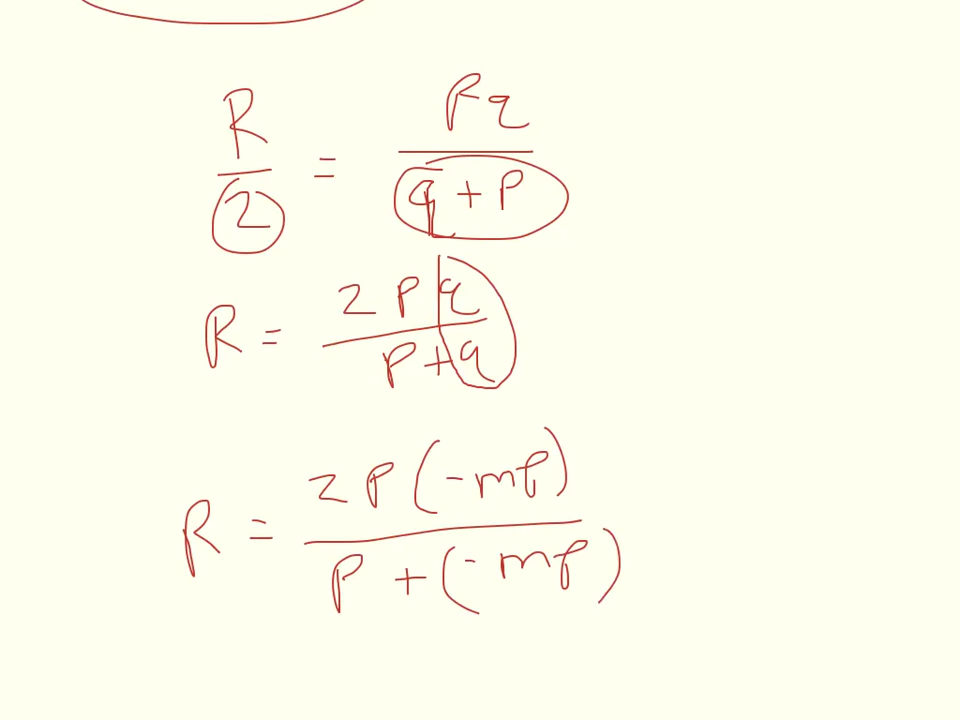 R/2 = Pq/(q + P)
R = 2Pq/(P+q)
R = 2P(-mp)/(P + (-mp))